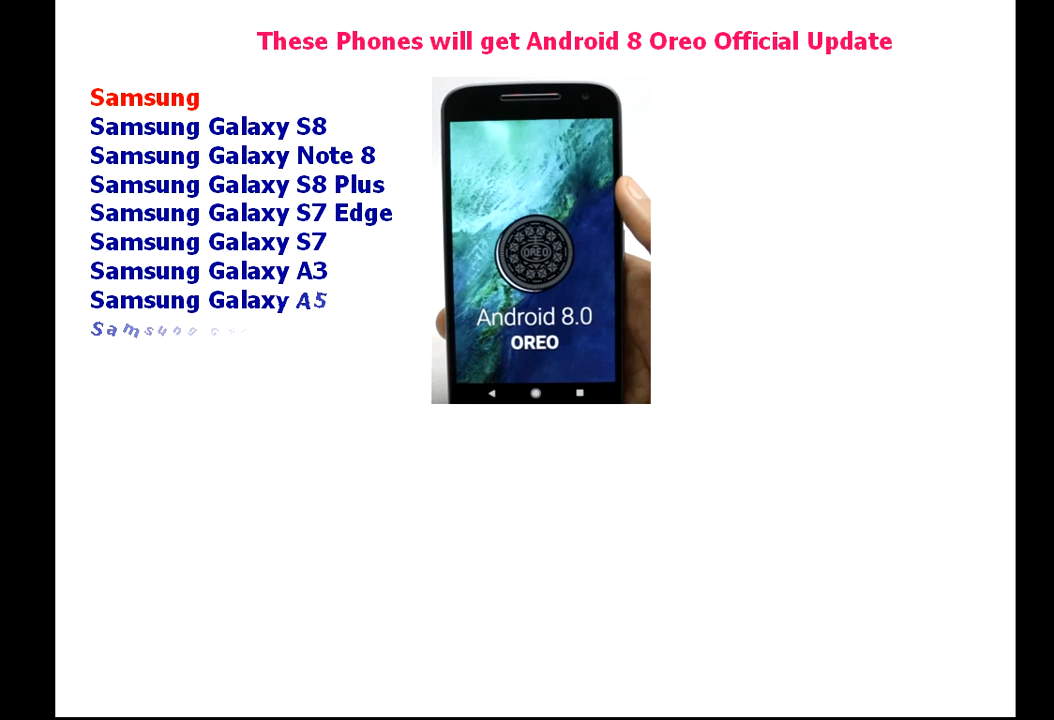 These Phones will get Android 8 Oreo Official Update
Samsung
Samsung Galaxy S8
Samsung Galaxy Note 8
Samsung Galaxy S8 Plus
Samsung Galaxy S7 Edge
Samsung Galaxy S7
Samsung Galaxy A3
Samsung Galaxy A5
Samsung
OREO
Android 8.0
OREO